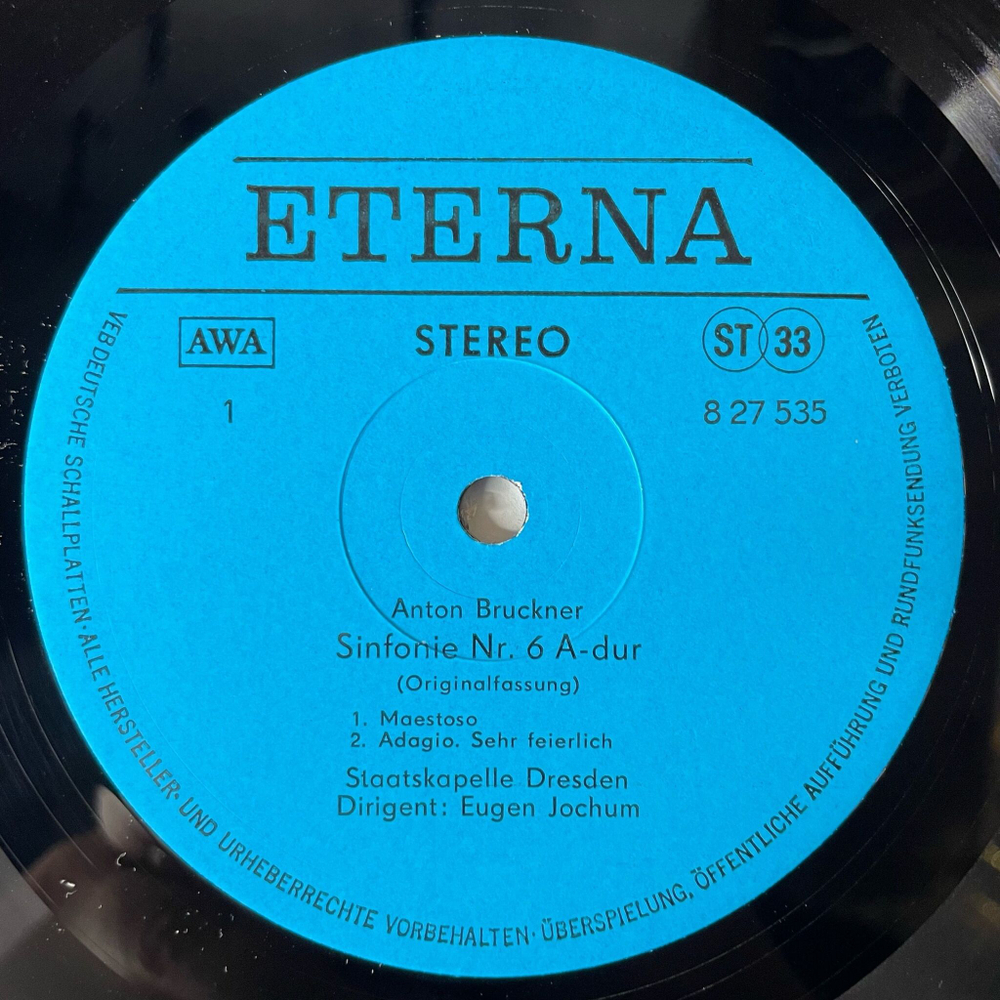 ETERNA
AWA
STEREO
ST 33
1
8 27 535
Anton Bruckner
Sinfonie Nr. 6 A-dur
(Originalfassung)
1. Maestoso
2. Adagio. Sehr feierlich
Staatskapelle Dresden
Dirigent: Eugen Jochum
VEB DEUTSCHE SCHALLPLATTEN · ALLE HERSTELLER- UND URHEBERRECHTE VORBEHALTEN · ÜBERSPIELUNG, ÖFFENTLICHE AUFFÜHRUNG UND RUNDFUNKSENDUNG VERBOTEN